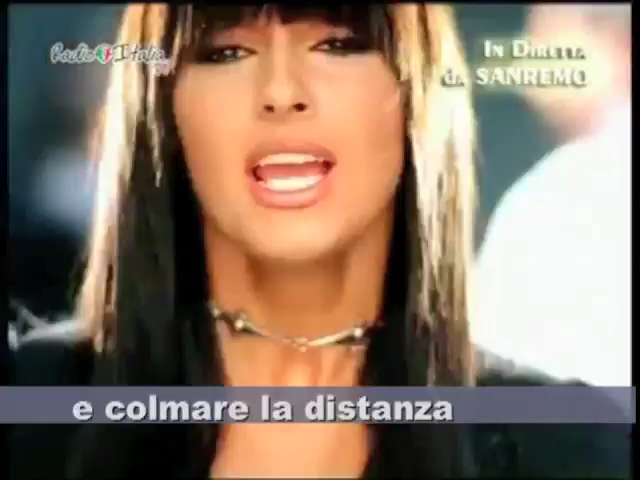 Radio Italia
In Diretta
da SANREMO
e colmare la distanza